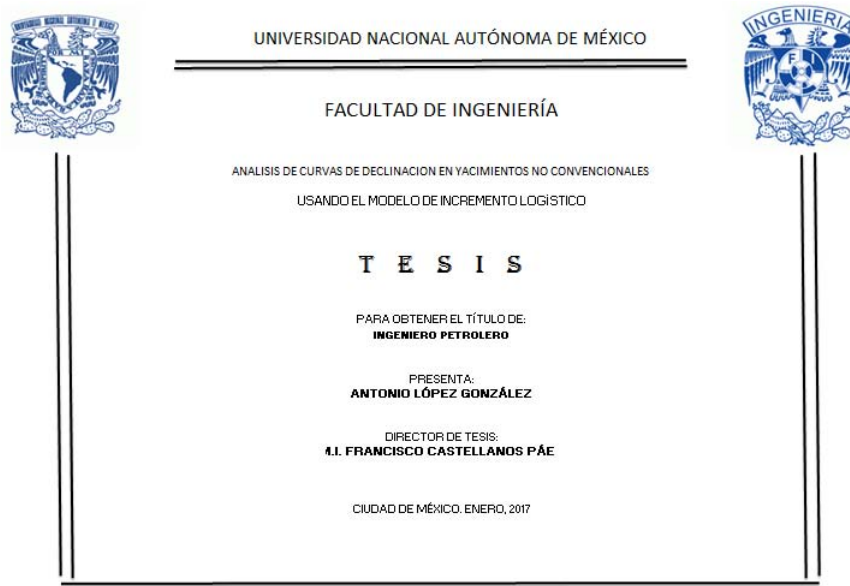 UNIVERSIDAD NACIONAL AUTÓNOMA DE MÉXICO
INGENIERIA
FACULTAD DE INGENIERÍA
ANALISIS DE CURVAS DE DECLINACION EN YACIMIENTOS NO CONVENCIONALES
USANDO EL MODELO DE INCREMENTO LOGÍSTICO
T E S I S
PARA OBTENER EL TÍTULO DE:
INGENIERO PETROLERO
PRESENTA:
ANTONIO LÓPEZ GONZÁLEZ
DIRECTOR DE TESIS:
FRANCISCO CASTELLANOS PÁE
CIUDAD DE MÉXICO. ENERO, 2017